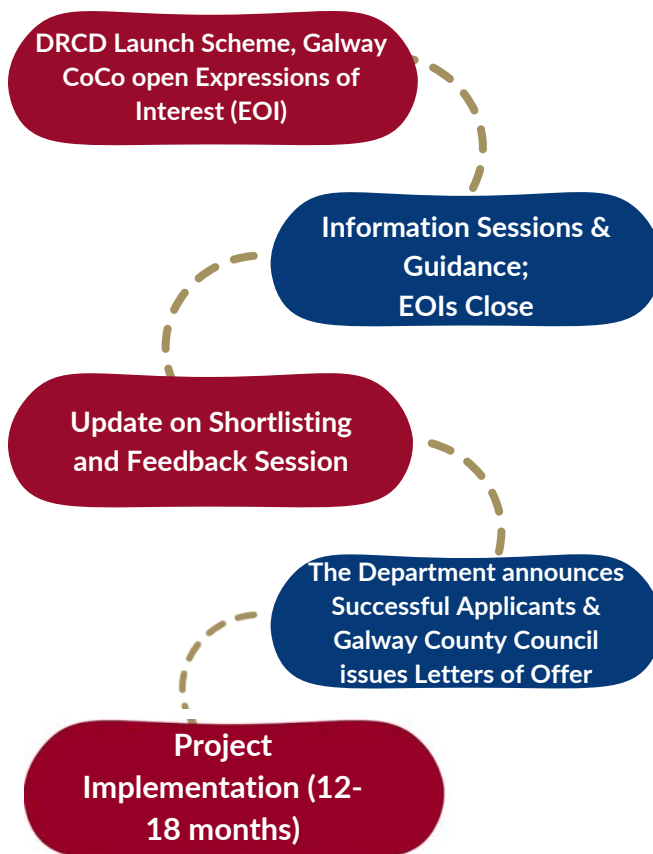 DRCD Launch Scheme, Galway
CoCo open Expressions of
Interest (EOI)
Information Sessions &
Guidance;
EOIs Close
Update on Shortlisting
and Feedback Session
The Department announces
Successful Applicants &
Galway County Council
issues Letters of Offer
Project
Implementation (12-
18 months)